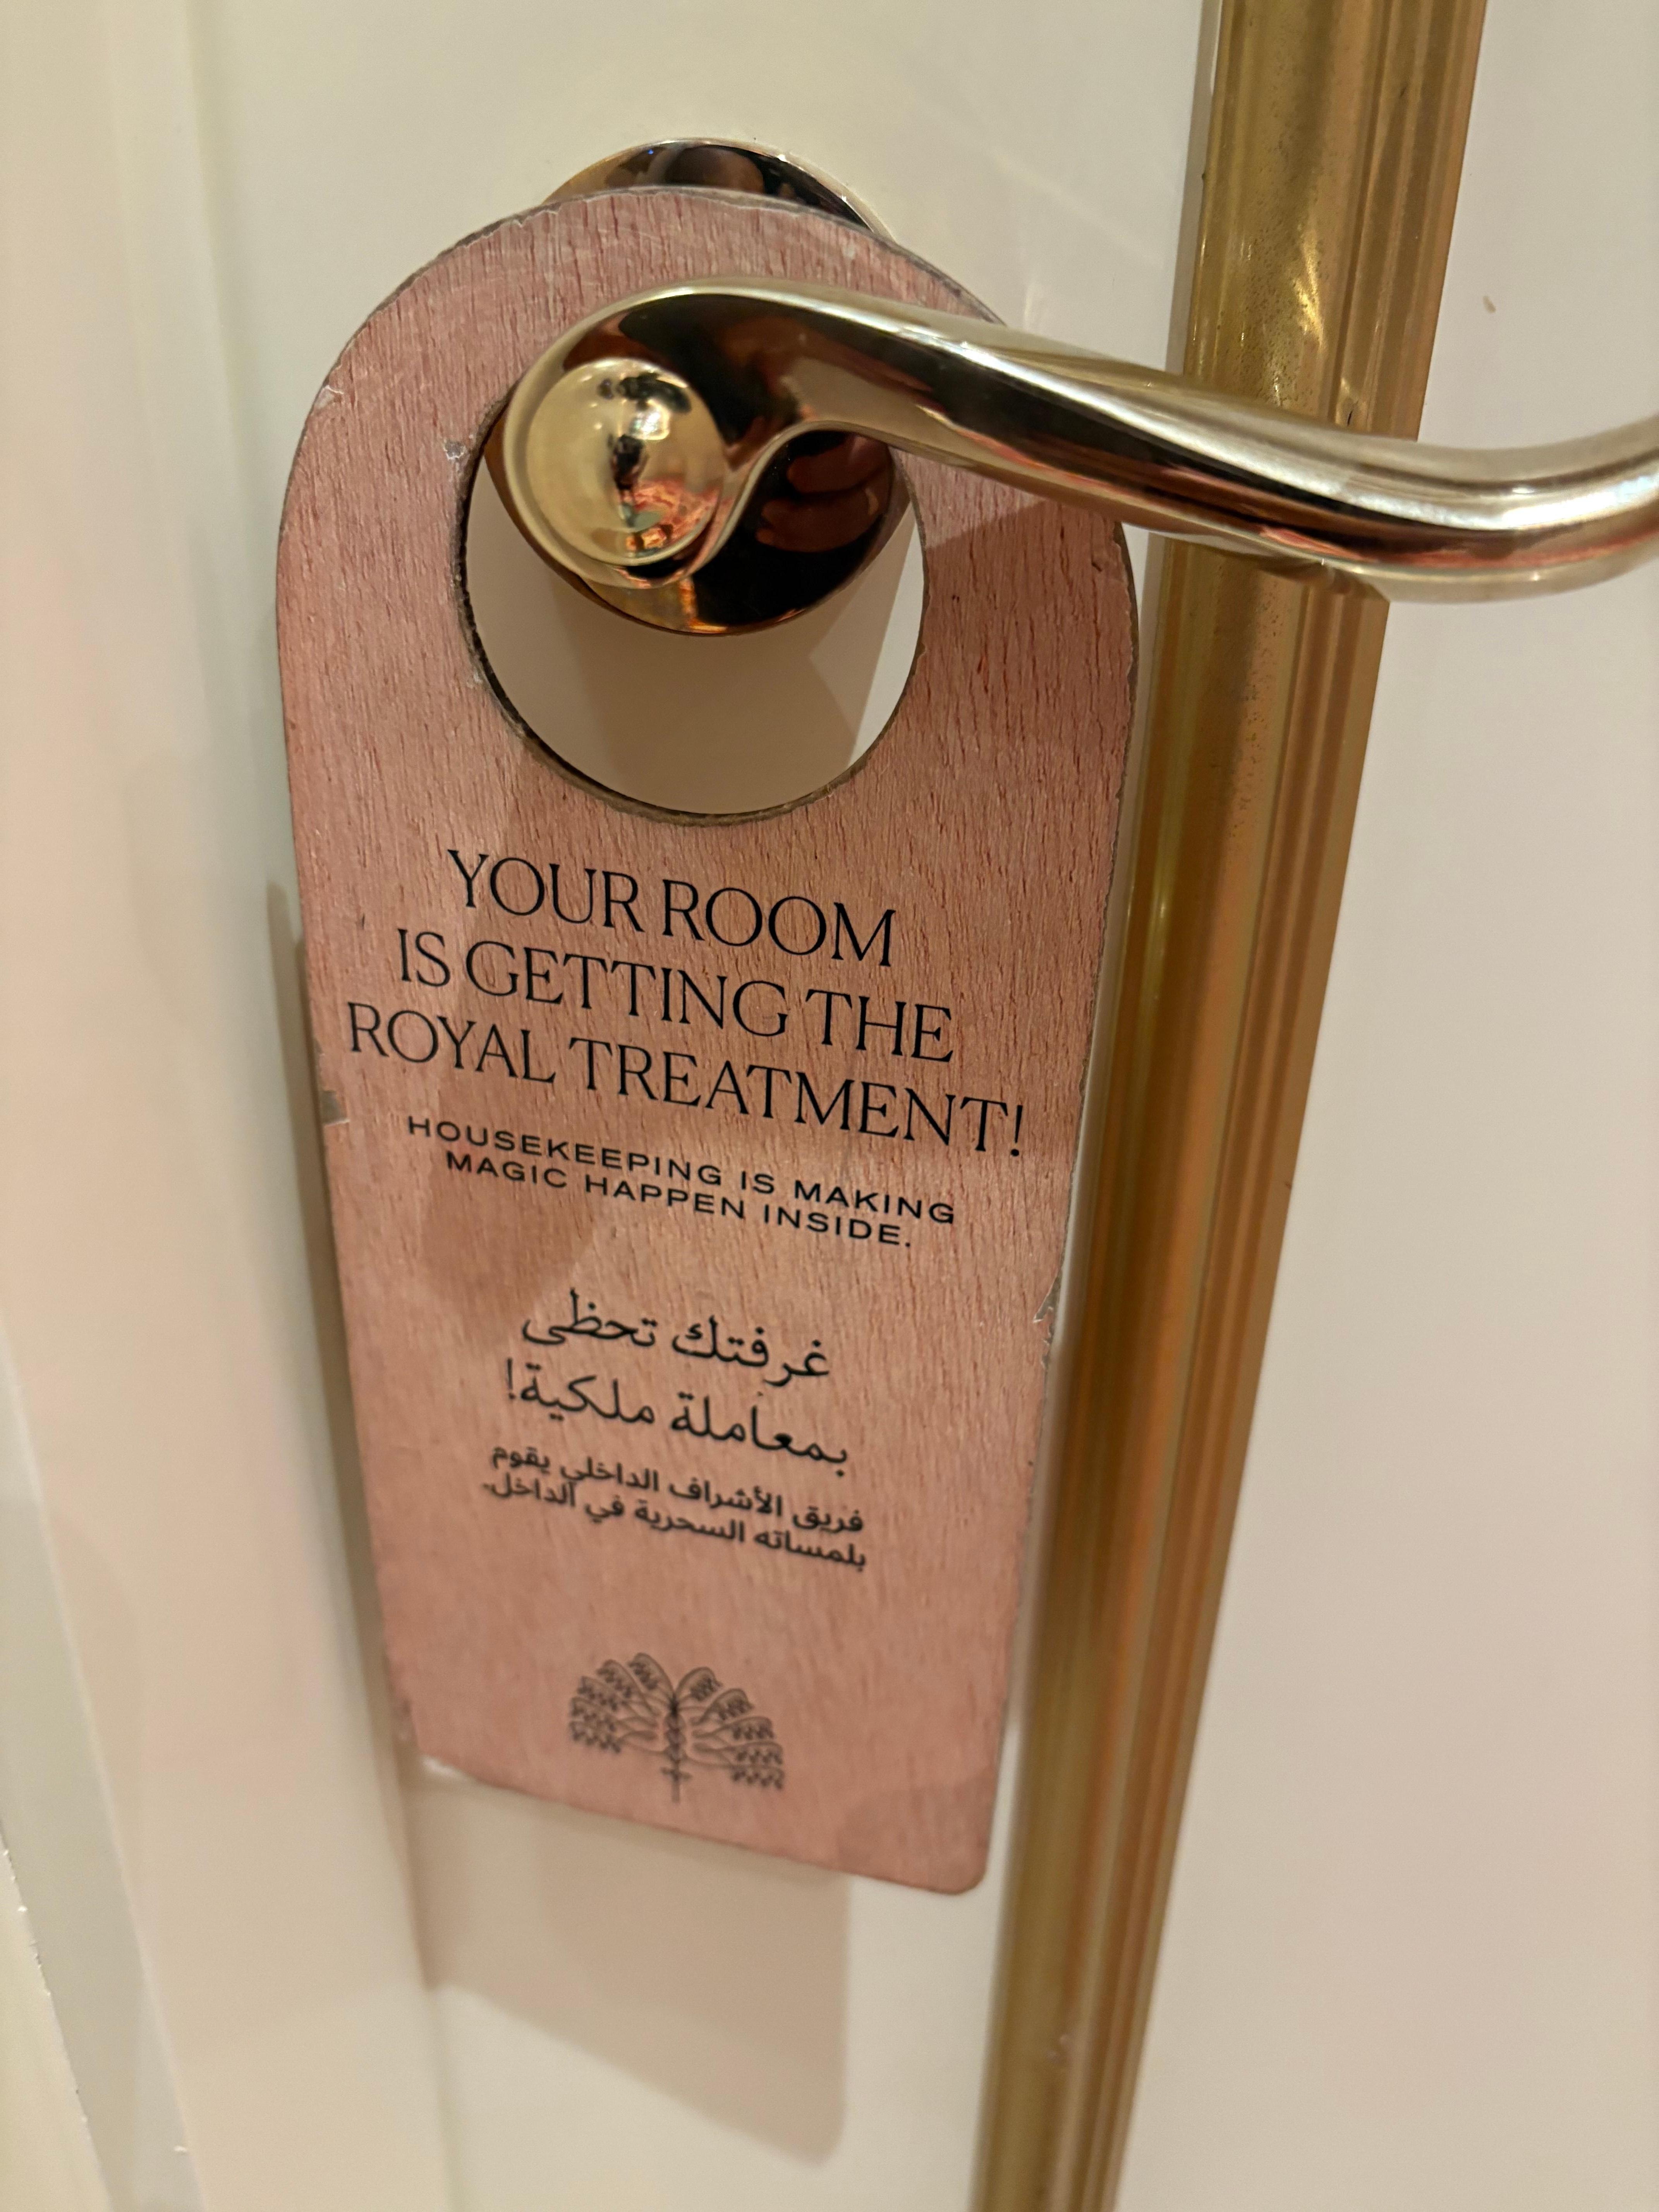 YOUR ROOM
IS GETTING THE
ROYAL TREATMENT!
HOUSEKEEPING IS MAKING
MAGIC HAPPEN INSIDE.
غرفتك تحظى
بمعاملة ملكية!
فريق الأشراف الداخلي يقوم
بلمساته السحرية في الداخل.